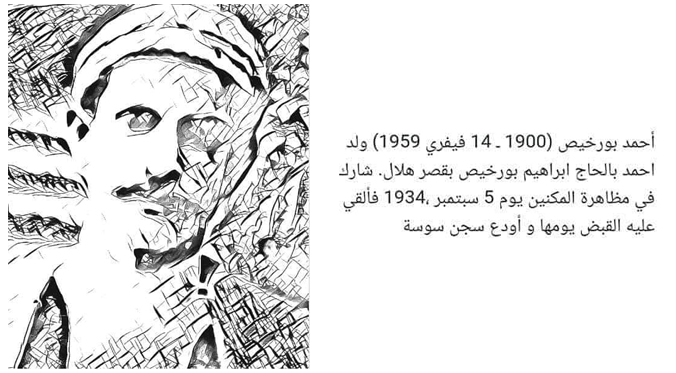 أحمد بورخيص (1900 ـ 14 فيفري 1959) ولد
احمد بالحاج ابراهيم بورخيص بقصر هلال. شارك
في مظاهرة المكنين يوم 5 سبتمبر ،1934 فألقي
عليه القبض يومها و أودع سجن سوسة